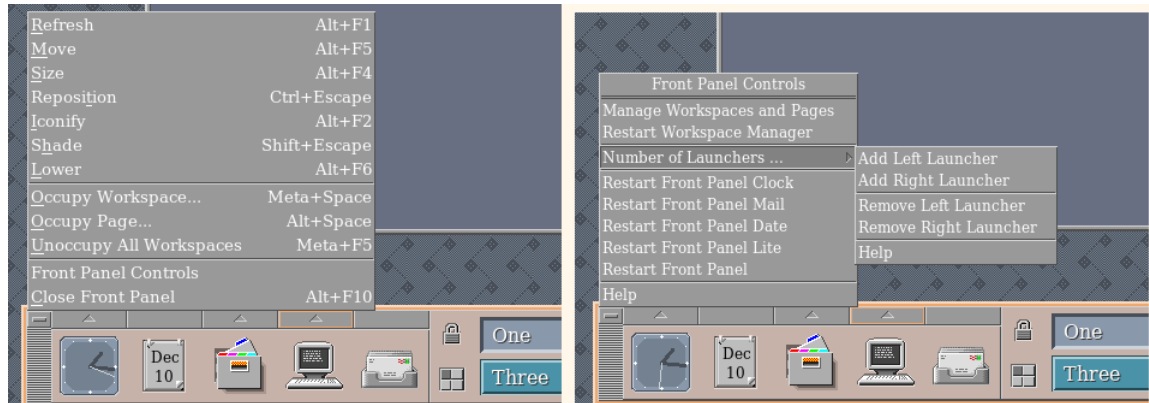 Refresh Alt+F1
Move Alt+F5
Size Alt+F4
Reposition Ctrl+Escape
Iconify Alt+F2
Shade Shift+Escape
Lower Alt+F6
Occupy Workspace... Meta+Space
Occupy Page... Alt+Space
Unoccupy All Workspaces Meta+F5
Front Panel Controls
Close Front Panel Alt+F10
Dec
10
One
Three
Front Panel Controls
Manage Workspaces and Pages
Restart Workspace Manager
Number of Launchers ...
Restart Front Panel Clock
Restart Front Panel Mail
Restart Front Panel Date
Restart Front Panel Lite
Restart Front Panel
Help
Add Left Launcher
Add Right Launcher
Remove Left Launcher
Remove Right Launcher
Help
Dec
10
One
Three